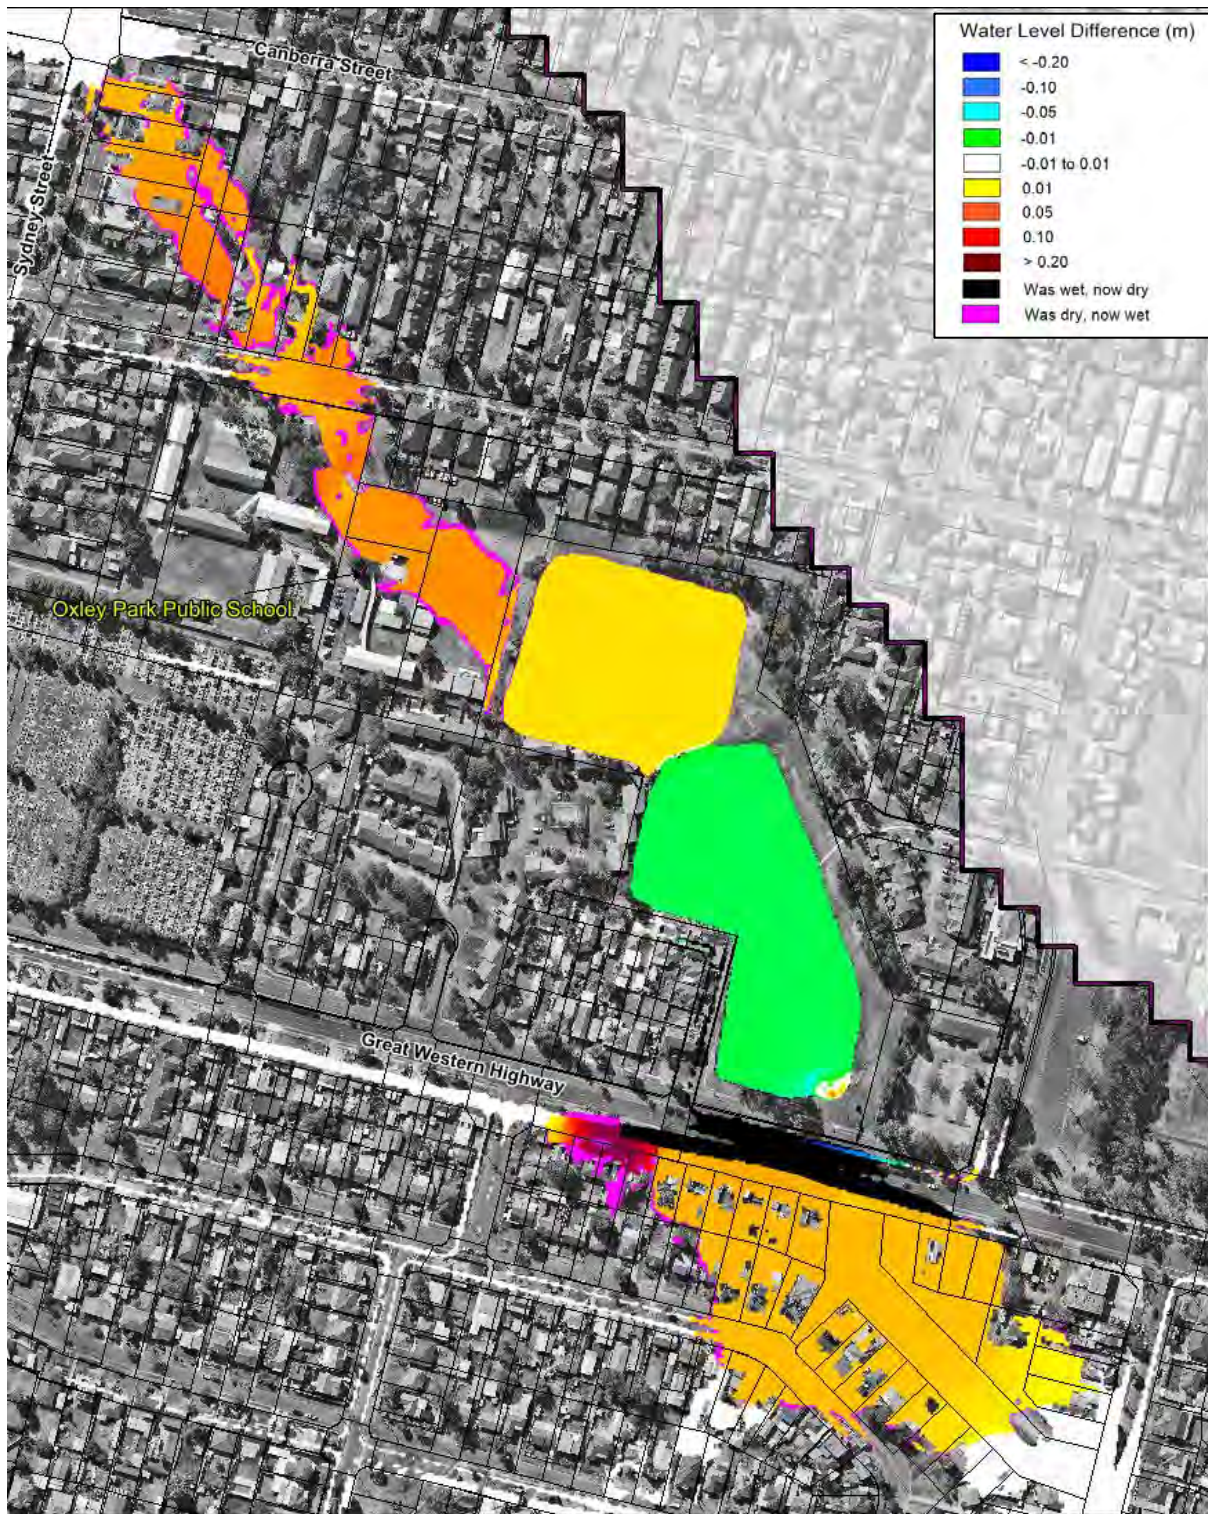 Water Level Difference (m)
< -0.20
-0.10
-0.05
-0.01
-0.01 to 0.01
0.01
0.05
0.10
> 0.20
Was wet, now dry
Was dry, now wet
Canberra Street
Sydney Street
Oxley Park Public School
Great Western Highway